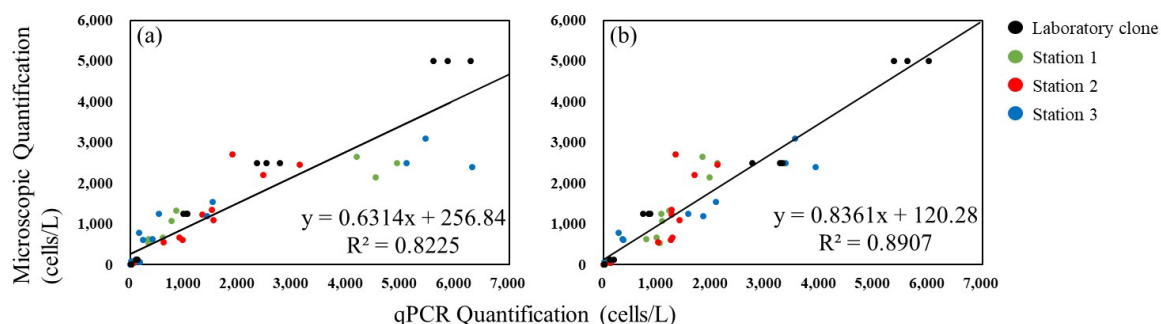 Microscopic Quantification
(cells/L)
6,000
5,000
4,000
3,000
2,000
1,000
0
(a)
y = 0.6314x + 256.84
R² = 0.8225
0 1,000 2,000 3,000 4,000 5,000 6,000 7,000
6,000
5,000
4,000
3,000
2,000
1,000
0
(b)
y = 0.8361x + 120.28
R² = 0.8907
0 1,000 2,000 3,000 4,000 5,000 6,000 7,000
qPCR Quantification (cells/L)
Laboratory clone
Station 1
Station 2
Station 3